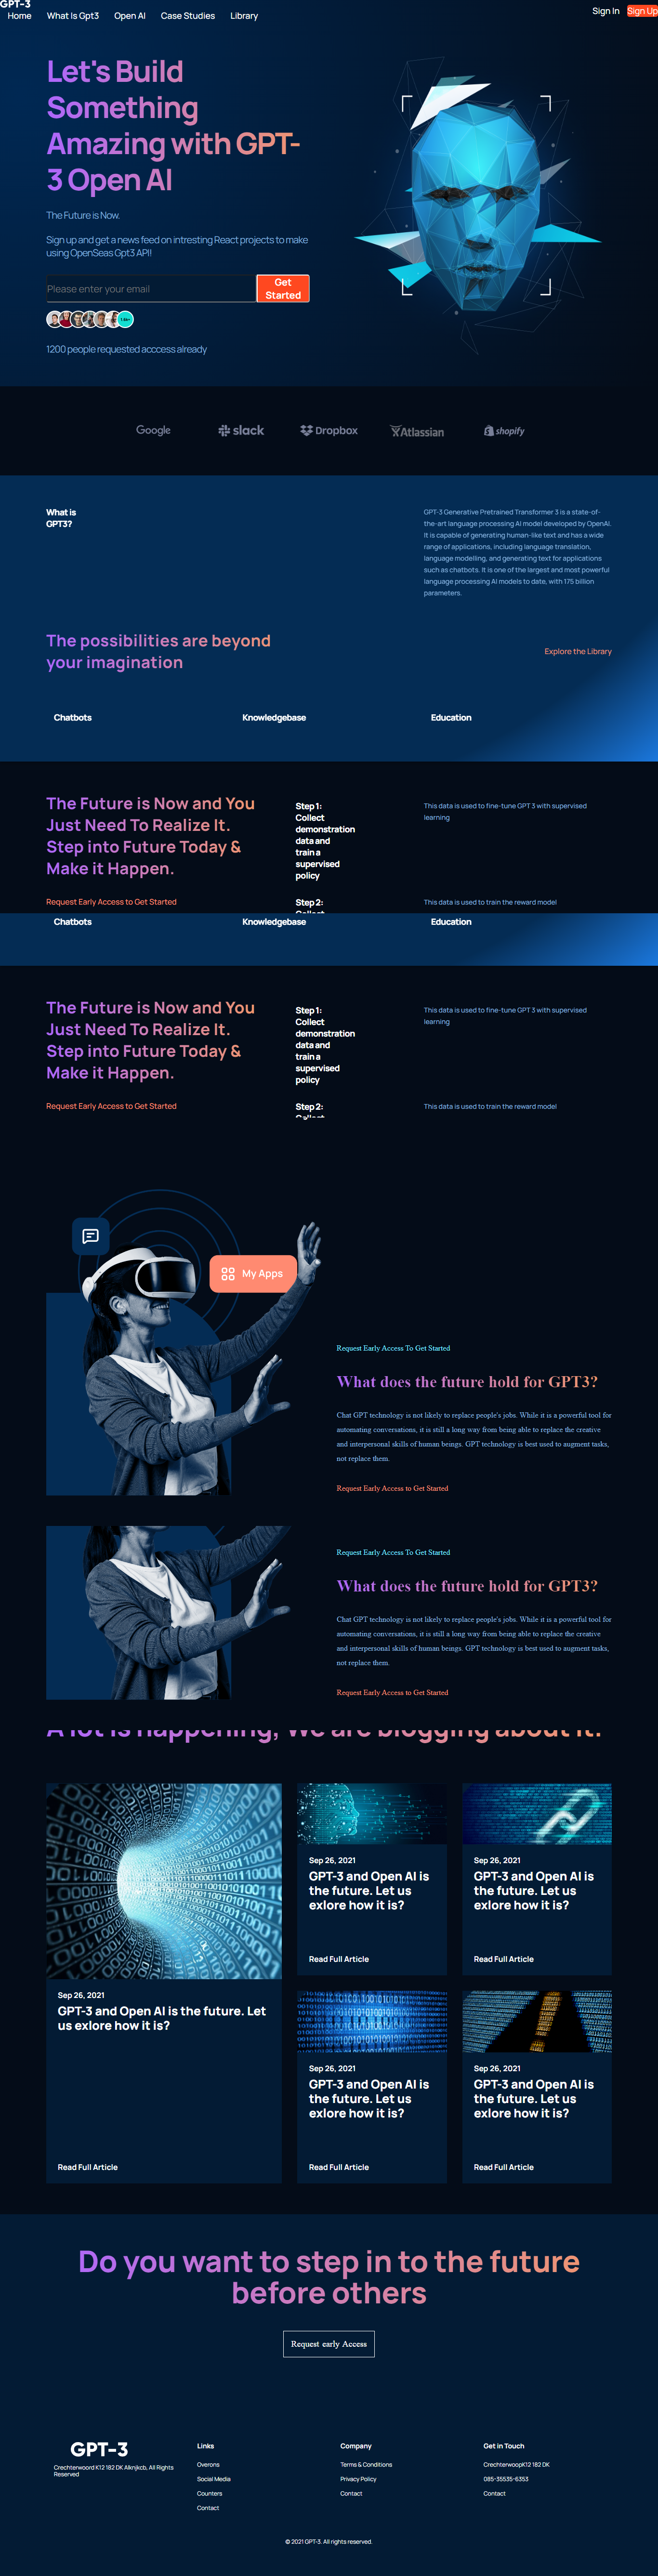 GPT-3
Home What Is Gpt3 Open AI Case Studies Library
Sign In Sign Up
Let's Build
Something
Amazing with GPT-
3 Open AI
The Future is Now.
Sign up and get a news feed on intresting React projects to make
using OpenSeas Gpt3 API!!
Please enter your email
Get
Started
1200 people requested acccess already
Google slack Dropbox Atlassian shopify
What is
GPT3?
GPT-3 Generative Pretrained Transformer 3 is a state-of-
the-art language processing AI model developed by OpenAI.
It is capable of generating human-like text and has a wide
range of applications, including language translation,
language modelling, and generating text for applications
such as chatbots. It is one of the largest and most powerful
language processing AI models to date, with 175 billion
parameters.
The possibilities are beyond
your imagination
Explore the Library
Chatbots Knowledgebase Education
The Future is Now and You
Just Need To Realize It.
Step into Future Today &
Make it Happen.
Request Early Access to Get Started
Step 1:
Collect
demonstration
data and
train a
supervised
policy
This data is used to fine-tune GPT 3 with supervised
learning
Step 2:
Collect
This data is used to train the reward model
Chatbots Knowledgebase Education
The Future is Now and You
Just Need To Realize It.
Step into Future Today &
Make it Happen.
Request Early Access to Get Started
Step 1:
Collect
demonstration
data and
train a
supervised
policy
This data is used to fine-tune GPT 3 with supervised
learning
Step 2:
Collect
This data is used to train the reward model
My Apps
Request Early Access To Get Started
What does the future hold for GPT3?
Chat GPT technology is not likely to replace people's jobs. While it is a powerful tool for
automating conversations, it is still a long way from being able to replace the creative
and interpersonal skills of human beings. GPT technology is best used to augment tasks,
not replace them.
Request Early Access to Get Started
Request Early Access To Get Started
What does the future hold for GPT3?
Chat GPT technology is not likely to replace people's jobs. While it is a powerful tool for
automating conversations, it is still a long way from being able to replace the creative
and interpersonal skills of human beings. GPT technology is best used to augment tasks,
not replace them.
Request Early Access to Get Started
A lot is happening, We are blogging about it.
Sep 26, 2021
GPT-3 and Open AI is the future. Let
us exlore how it is?
Read Full Article
Sep 26, 2021
GPT-3 and Open AI is
the future. Let us
exlore how it is?
Read Full Article
Sep 26, 2021
GPT-3 and Open AI is
the future. Let us
exlore how it is?
Read Full Article
Sep 26, 2021
GPT-3 and Open AI is
the future. Let us
exlore how it is?
Read Full Article
Sep 26, 2021
GPT-3 and Open AI is
the future. Let us
exlore how it is?
Read Full Article
Do you want to step in to the future
before others
Request early Access
GPT-3
Crechterwoord K12 182 DK Alknjkcb, All Rights
Reserved
Links
Overons
Social Media
Counters
Contact
Company
Terms & Conditions
Privacy Policy
Contact
Get in Touch
CrechterwoopK12 182 DK
085-35535-6353
Contact
© 2021 GPT-3. All rights reserved.